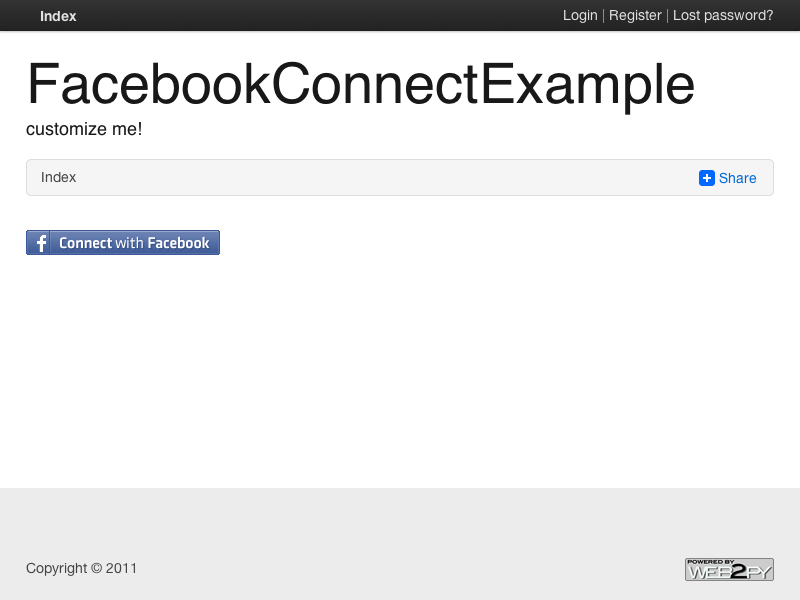 Index
Login | Register | Lost password?
FacebookConnectExample
customize me!
Index
Share
Connect with Facebook
Copyright © 2011
POWERED BY
WEB2PY